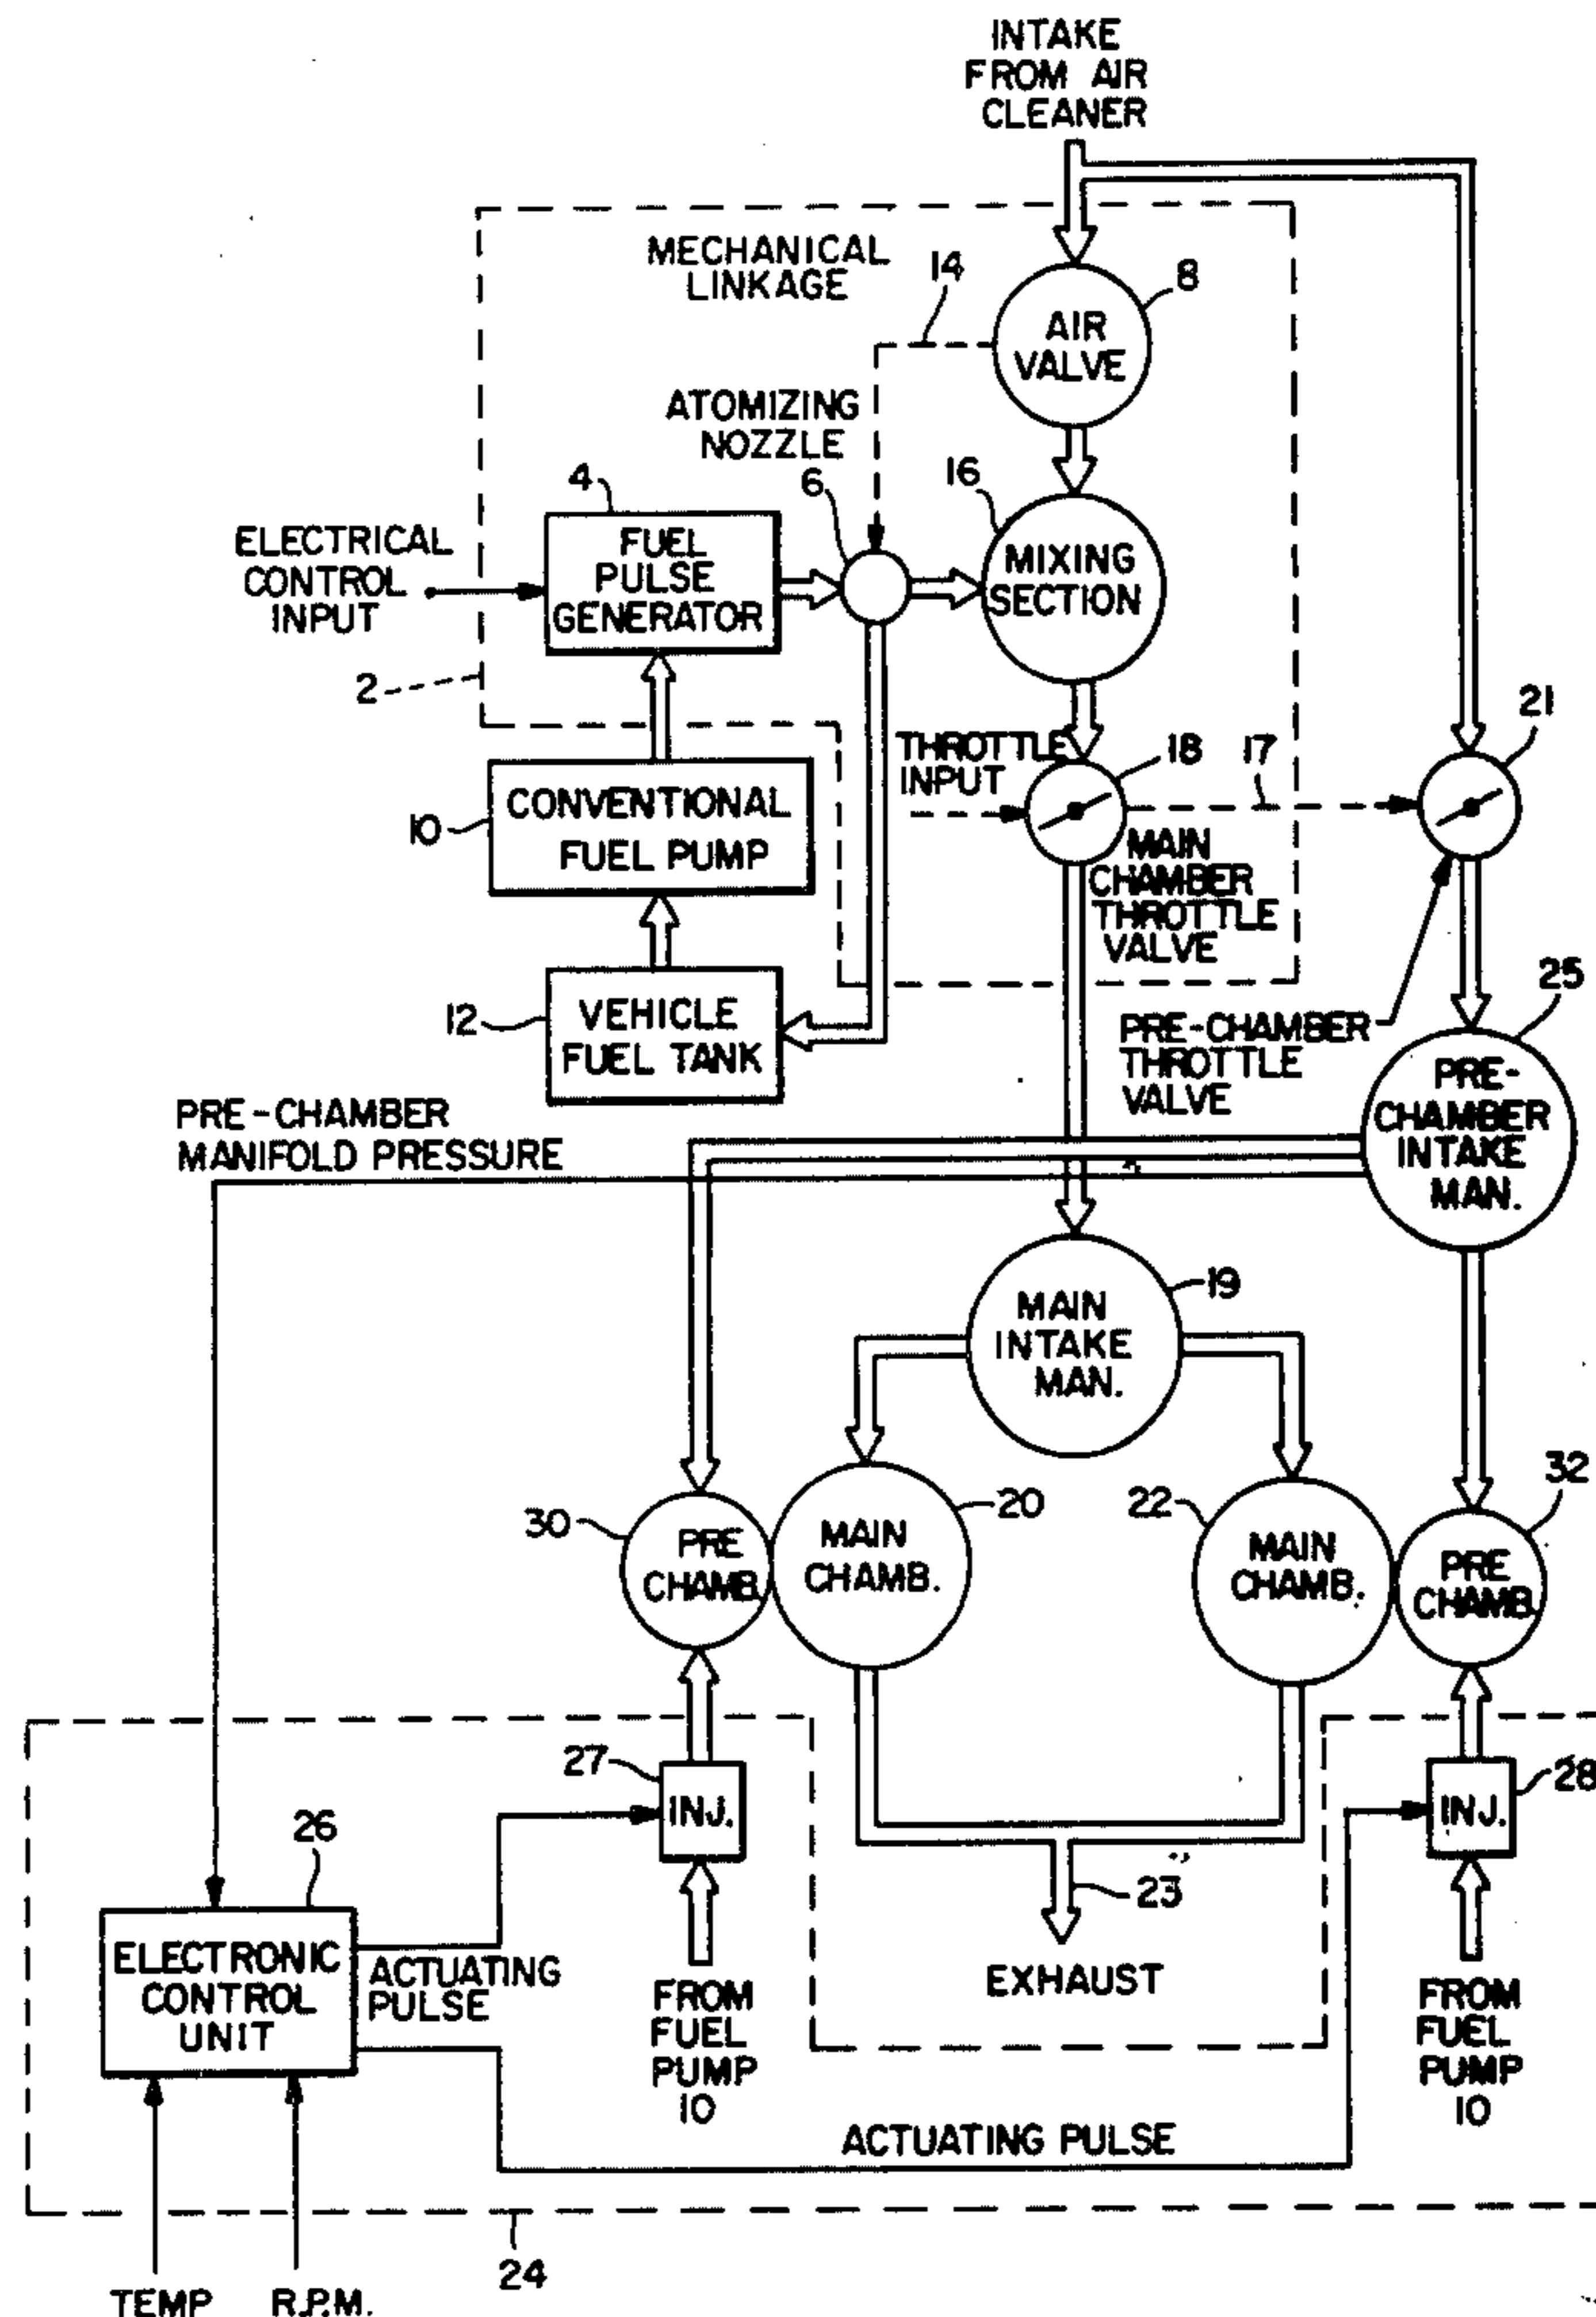 INTAKE
FROM AIR
CLEANER
MECHANICAL
LINKAGE
14
8
AIR
VALVE
ATOMIZING
NOZZLE
4
6
16
ELECTRICAL
CONTROL
INPUT
FUEL
PULSE
GENERATOR
MIXING
SECTION
2
THROTTLE
INPUT
18
17
21
10
CONVENTIONAL
FUEL PUMP
MAIN
CHAMBER
THROTTLE
VALVE
12
VEHICLE
FUEL TANK
PRE-CHAMBER
THROTTLE
VALVE
25
PRE-
CHAMBER
INTAKE
MAN.
PRE-CHAMBER
MANIFOLD PRESSURE
MAIN
INTAKE
MAN.
19
30
PRE
CHAMB.
MAIN
CHAMB.
20
22
MAIN
CHAMB.
32
PRE
CHAMB.
27
INJ.
28
INJ.
26
23
ELECTRONIC
CONTROL
UNIT
ACTUATING
PULSE
FROM
FUEL
PUMP
10
EXHAUST
FROM
FUEL
PUMP
10
ACTUATING PULSE
24
TEMP
R.P.M.